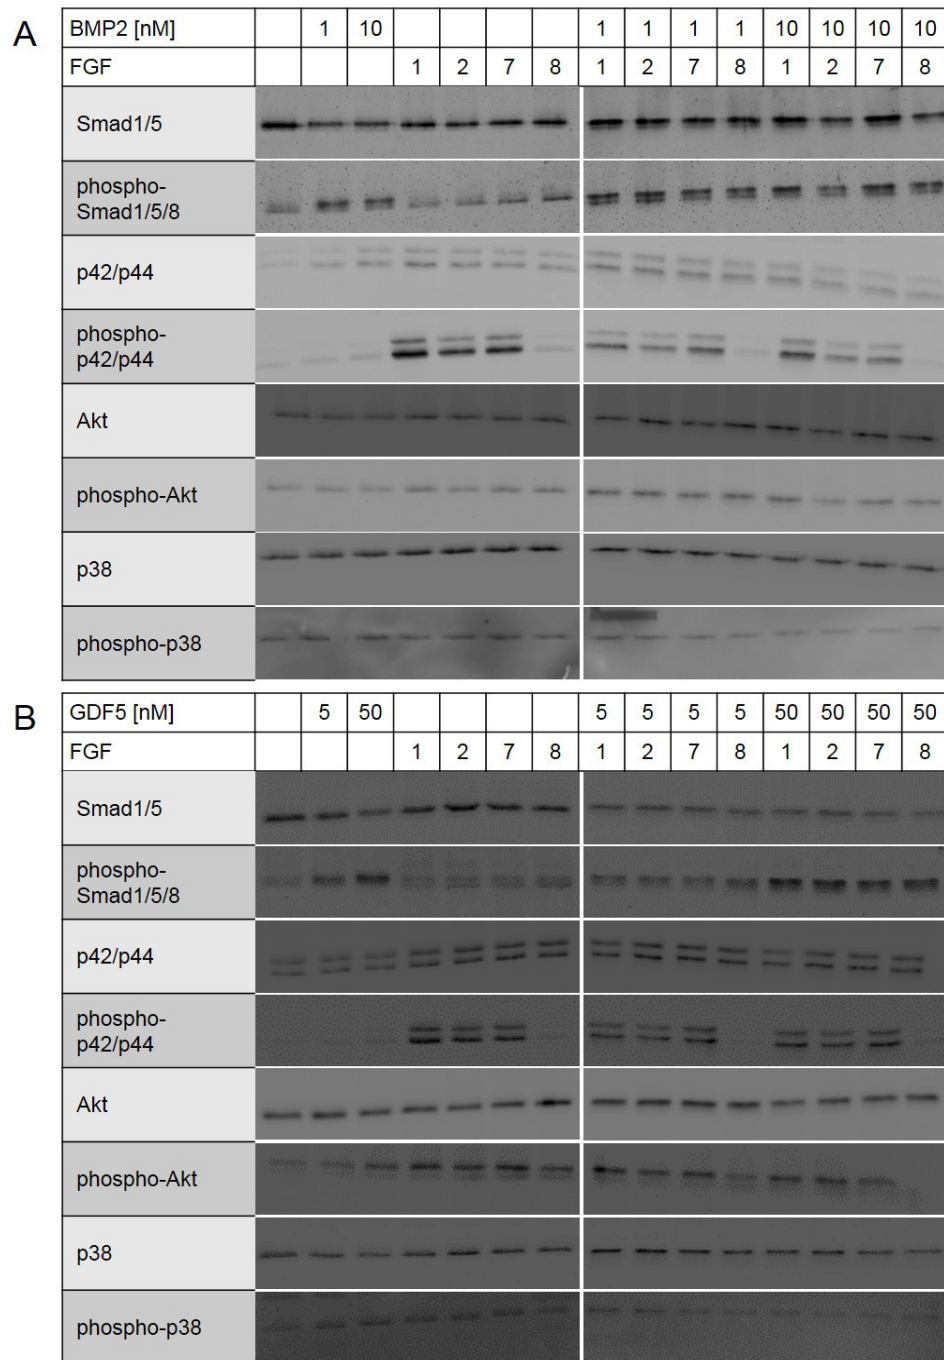 A
BMP2 [nM] 1 10 1 1 1 1 10 10 10 10
FGF 1 2 7 8 1 2 7 8 1 2 7 8
Smad1/5
phospho-
Smad1/5/8
p42/p44
phospho-
p42/p44
Akt
phospho-Akt
p38
phospho-p38
B
GDF5 [nM] 5 50 5 5 5 5 50 50 50 50
FGF 1 2 7 8 1 2 7 8 1 2 7 8
Smad1/5
phospho-
Smad1/5/8
p42/p44
phospho-
p42/p44
Akt
phospho-Akt
p38
phospho-p38